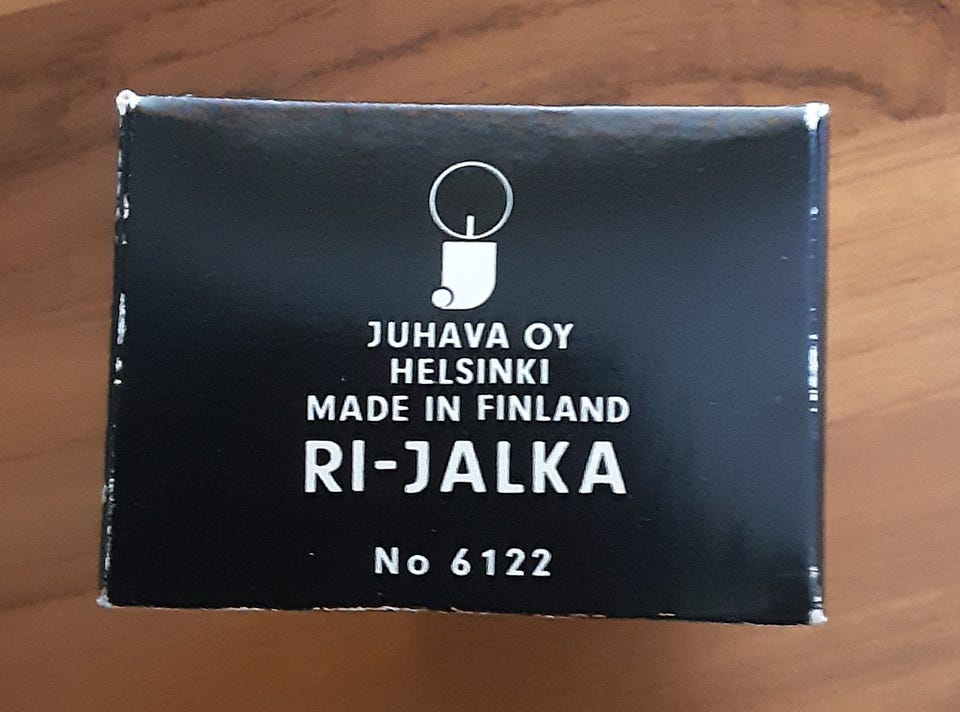 JUHAVA OY
HELSINKI
MADE IN FINLAND
RI-JALKA
No 6122